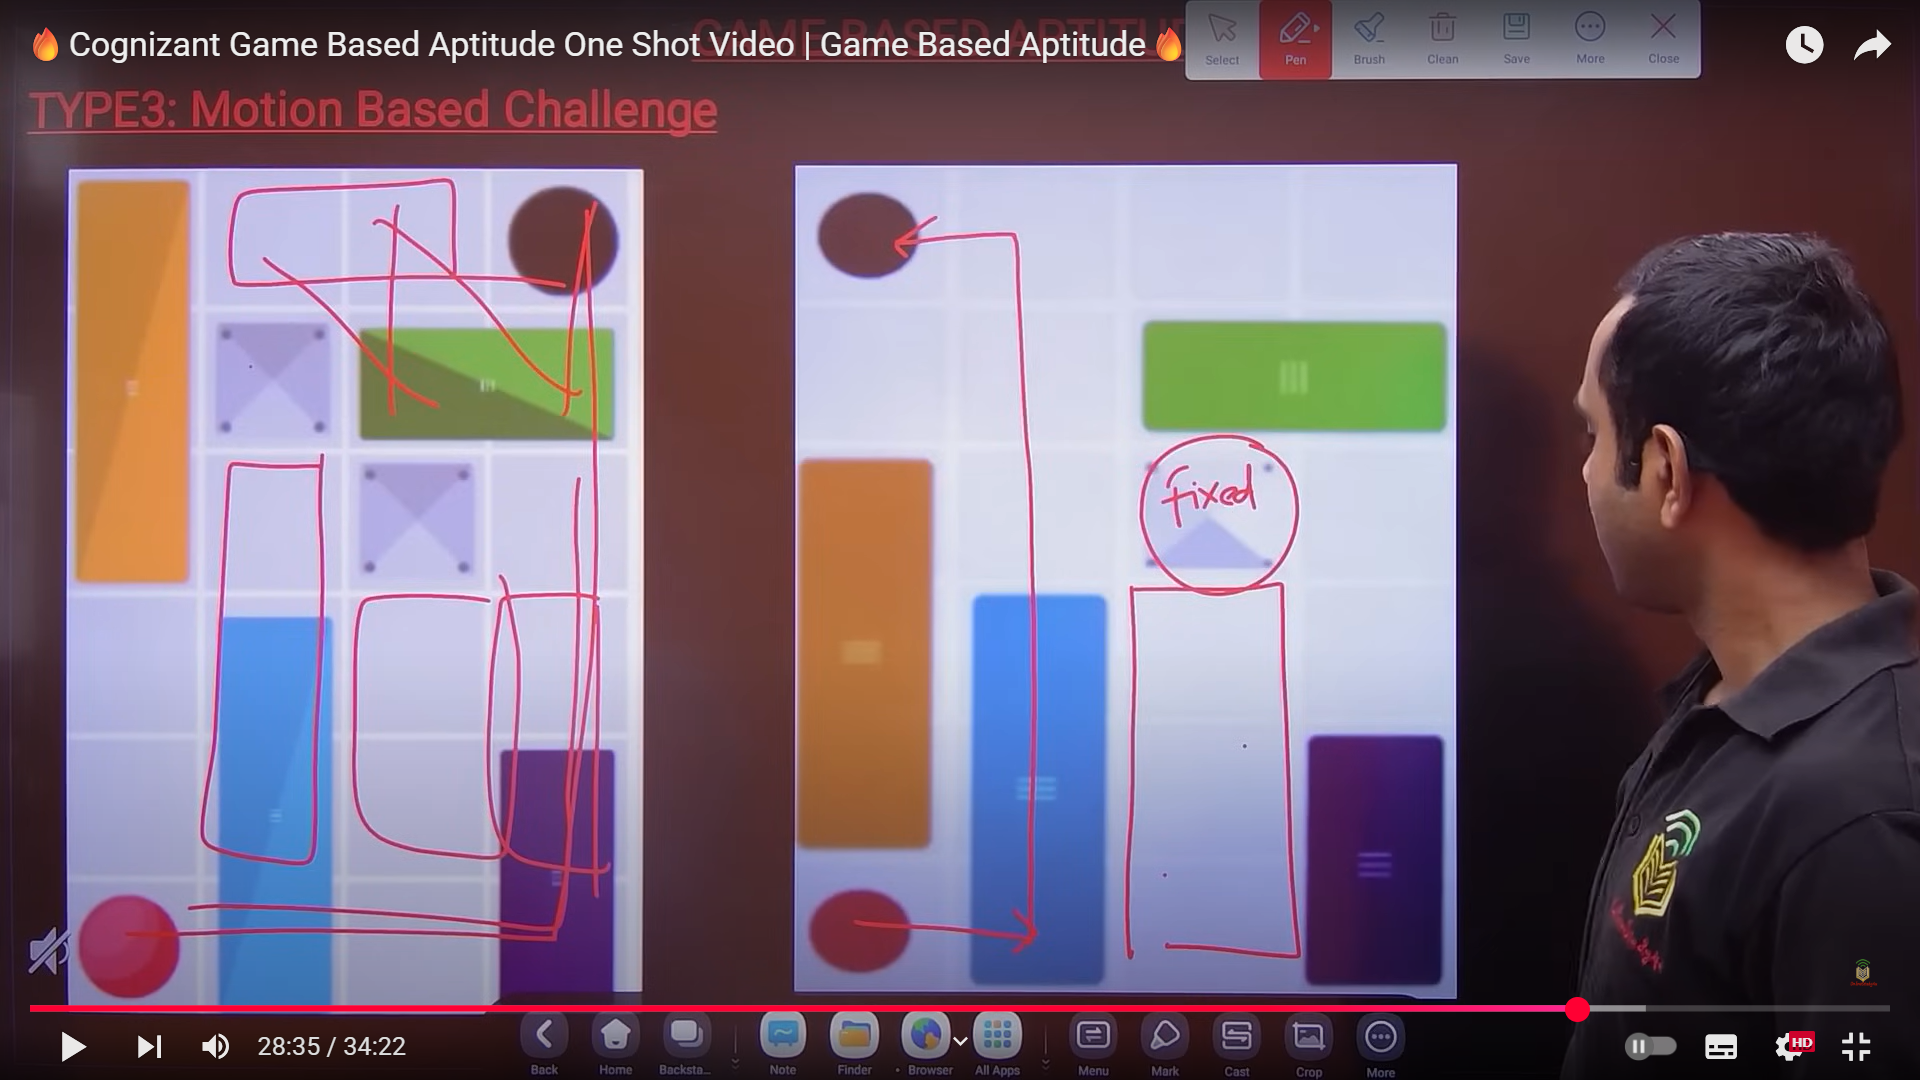 🔥 Cognizant Game Based Aptitude One Shot Video | Game Based Aptitude 🔥
Select
Pen
Brush
Clean
Save
More
Close
TYPE3: Motion Based Challenge
fixed
28:35 / 34:22
HD
Back
Home
Backsta...
Note
Finder
Browser
All Apps
Menu
Mark
Cast
Crop
More